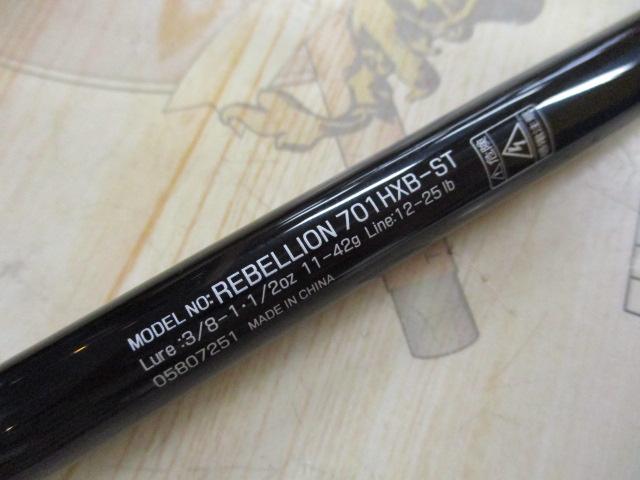 MODEL NO: REBELLION 701HXB-ST
Lure :3/8-1・1/2oz 11-42g Line:12-25 lb
05807251 MADE IN CHINA